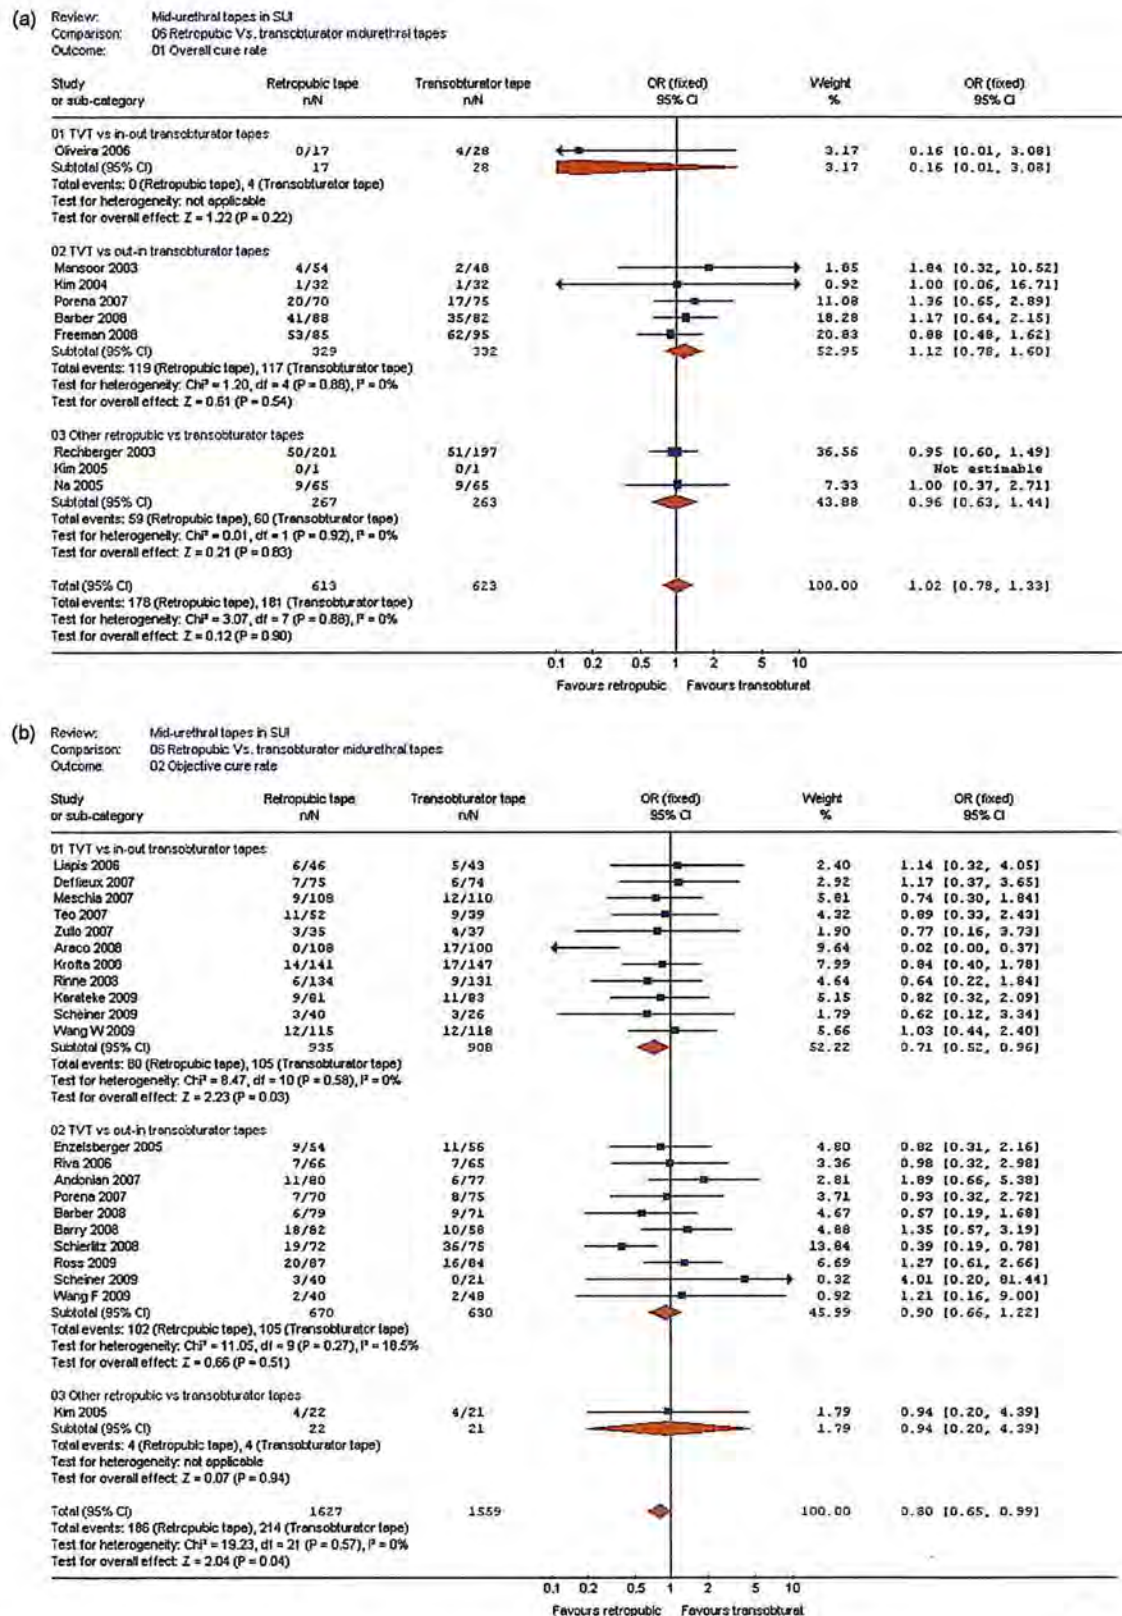 (a) Review: Mid-urethral tapes in SUI
Comparison: 06 Retropubic Vs. transobturator midurethral tapes
Outcome: 01 Overall cure rate
Study or sub-category Retropubic tape n/N Transobturator tape n/N OR (fixed) 95% CI Weight % OR (fixed) 95% CI
01 TVT vs in-out transobturator tapes
Oliveira 2006 0/17 4/28 3.17 0.16 [0.01, 3.08]
Subtotal (95% CI) 17 28 3.17 0.16 [0.01, 3.08]
Total events: 0 (Retropubic tape), 4 (Transobturator tape)
Test for heterogeneity: not applicable
Test for overall effect: Z = 1.22 (P = 0.22)
02 TVT vs out-in transobturator tapes
Mansoor 2003 4/54 2/48 1.85 1.84 [0.32, 10.52]
Kim 2004 1/32 1/32 0.92 1.00 [0.06, 16.71]
Porena 2007 20/70 17/75 11.08 1.36 [0.65, 2.89]
Barber 2008 41/88 35/82 18.28 1.17 [0.64, 2.15]
Freeman 2008 53/85 62/95 20.83 0.88 [0.48, 1.62]
Subtotal (95% CI) 329 332 52.95 1.12 [0.78, 1.60]
Total events: 119 (Retropubic tape), 117 (Transobturator tape)
Test for heterogeneity: Chi² = 1.20, df = 4 (P = 0.88), I² = 0%
Test for overall effect: Z = 0.61 (P = 0.54)
03 Other retropubic vs transobturator tapes
Rechberger 2003 50/201 51/197 36.56 0.95 [0.60, 1.49]
Kim 2005 0/1 0/1 Not estimable
Na 2005 9/65 9/65 7.33 1.00 [0.37, 2.71]
Subtotal (95% CI) 267 263 43.88 0.96 [0.63, 1.44]
Total events: 59 (Retropubic tape), 60 (Transobturator tape)
Test for heterogeneity: Chi² = 0.01, df = 1 (P = 0.92), I² = 0%
Test for overall effect: Z = 0.21 (P = 0.83)
Total (95% CI) 613 623 100.00 1.02 [0.78, 1.33]
Total events: 178 (Retropubic tape), 181 (Transobturator tape)
Test for heterogeneity: Chi² = 3.07, df = 7 (P = 0.88), I² = 0%
Test for overall effect: Z = 0.12 (P = 0.90)
0.1 0.2 0.5 1 2 5 10
Favours retropubic Favours transobturat
(b) Review: Mid-urethral tapes in SUI
Comparison: 06 Retropubic Vs. transobturator midurethral tapes
Outcome: 02 Objective cure rate
Study or sub-category Retropubic tape n/N Transobturator tape n/N OR (fixed) 95% CI Weight % OR (fixed) 95% CI
01 TVT vs in-out transobturator tapes
Liapis 2006 6/46 5/43 2.40 1.14 [0.32, 4.05]
Deffieux 2007 7/75 6/74 2.92 1.17 [0.37, 3.65]
Meschia 2007 9/108 12/110 5.81 0.74 [0.30, 1.84]
Teo 2007 11/52 9/39 4.32 0.89 [0.33, 2.43]
Zullo 2007 3/35 4/37 1.90 0.77 [0.16, 3.73]
Araco 2008 0/108 17/100 9.64 0.02 [0.00, 0.37]
Krofta 2008 14/141 17/147 7.99 0.84 [0.40, 1.78]
Rinne 2008 6/134 9/131 4.64 0.64 [0.22, 1.84]
Karateke 2009 9/81 11/83 5.15 0.82 [0.32, 2.09]
Scheiner 2009 3/40 3/26 1.79 0.62 [0.12, 3.34]
Wang W 2009 12/115 12/118 5.66 1.03 [0.44, 2.40]
Subtotal (95% CI) 935 908 52.22 0.71 [0.52, 0.96]
Total events: 80 (Retropubic tape), 105 (Transobturator tape)
Test for heterogeneity: Chi² = 8.47, df = 10 (P = 0.58), I² = 0%
Test for overall effect: Z = 2.23 (P = 0.03)
02 TVT vs out-in transobturator tapes
Enzelsberger 2005 9/54 11/56 4.80 0.82 [0.31, 2.16]
Riva 2006 7/66 7/65 3.36 0.98 [0.32, 2.98]
Andonian 2007 11/80 6/77 2.81 1.89 [0.66, 5.38]
Porena 2007 7/70 8/75 3.71 0.93 [0.32, 2.72]
Barber 2008 6/79 9/71 4.67 0.57 [0.19, 1.68]
Barry 2008 18/82 10/58 4.88 1.35 [0.57, 3.19]
Schierlitz 2008 19/72 36/75 13.84 0.39 [0.19, 0.78]
Ross 2009 20/87 16/84 6.69 1.27 [0.61, 2.66]
Scheiner 2009 3/40 0/21 0.32 4.01 [0.20, 81.44]
Wang F 2009 2/40 2/48 0.92 1.21 [0.16, 9.00]
Subtotal (95% CI) 670 630 45.99 0.90 [0.66, 1.22]
Total events: 102 (Retropubic tape), 105 (Transobturator tape)
Test for heterogeneity: Chi² = 11.05, df = 9 (P = 0.27), I² = 18.5%
Test for overall effect: Z = 0.66 (P = 0.51)
03 Other retropubic vs transobturator tapes
Kim 2005 4/22 4/21 1.79 0.94 [0.20, 4.39]
Subtotal (95% CI) 22 21 1.79 0.94 [0.20, 4.39]
Total events: 4 (Retropubic tape), 4 (Transobturator tape)
Test for heterogeneity: not applicable
Test for overall effect: Z = 0.07 (P = 0.94)
Total (95% CI) 1627 1559 100.00 0.80 [0.65, 0.99]
Total events: 186 (Retropubic tape), 214 (Transobturator tape)
Test for heterogeneity: Chi² = 19.23, df = 21 (P = 0.57), I² = 0%
Test for overall effect: Z = 2.04 (P = 0.04)
0.1 0.2 0.5 1 2 5 10
Favours retropubic Favours transobturat